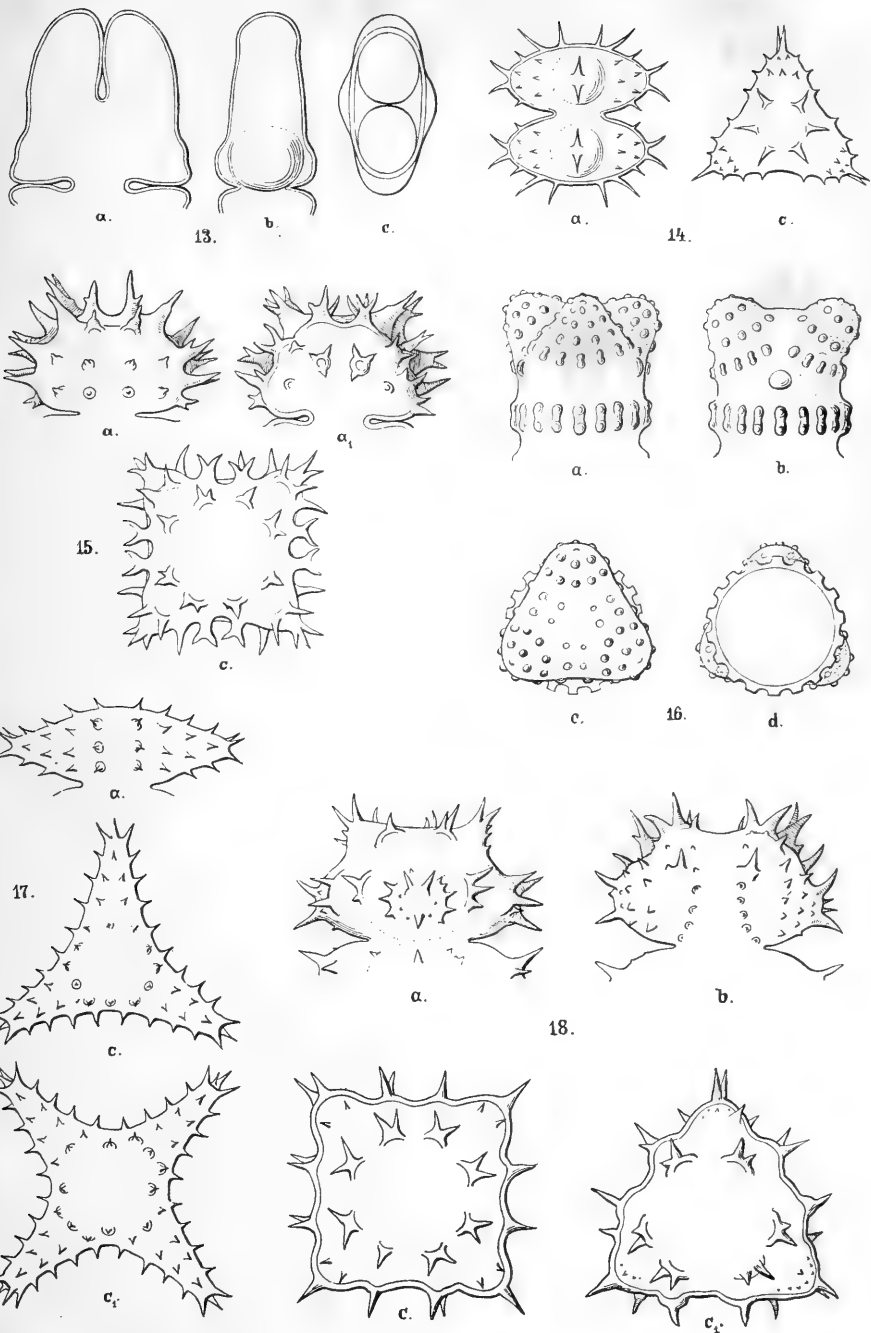 a. b. c.
13.
a. c.
14.
a. a₁
15.
c.
a. b.
c. d.
16.
a.
17.
c.
c₁.
a. b.
18.
c. c₁.